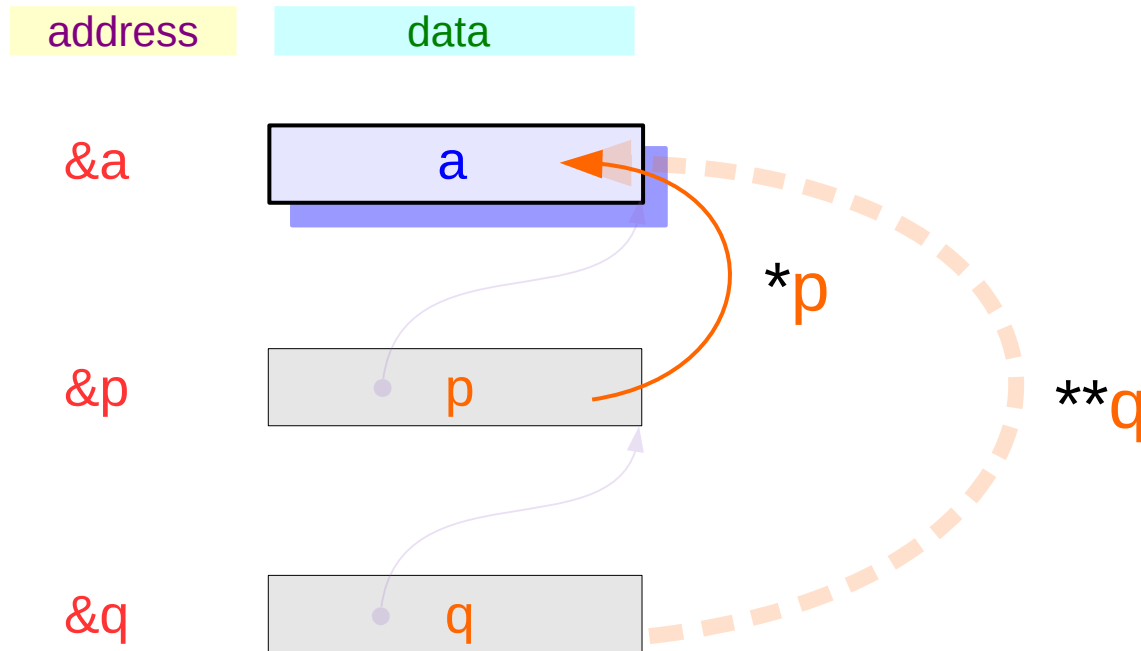 address data
&a a
*p
&p p
**q
&q q